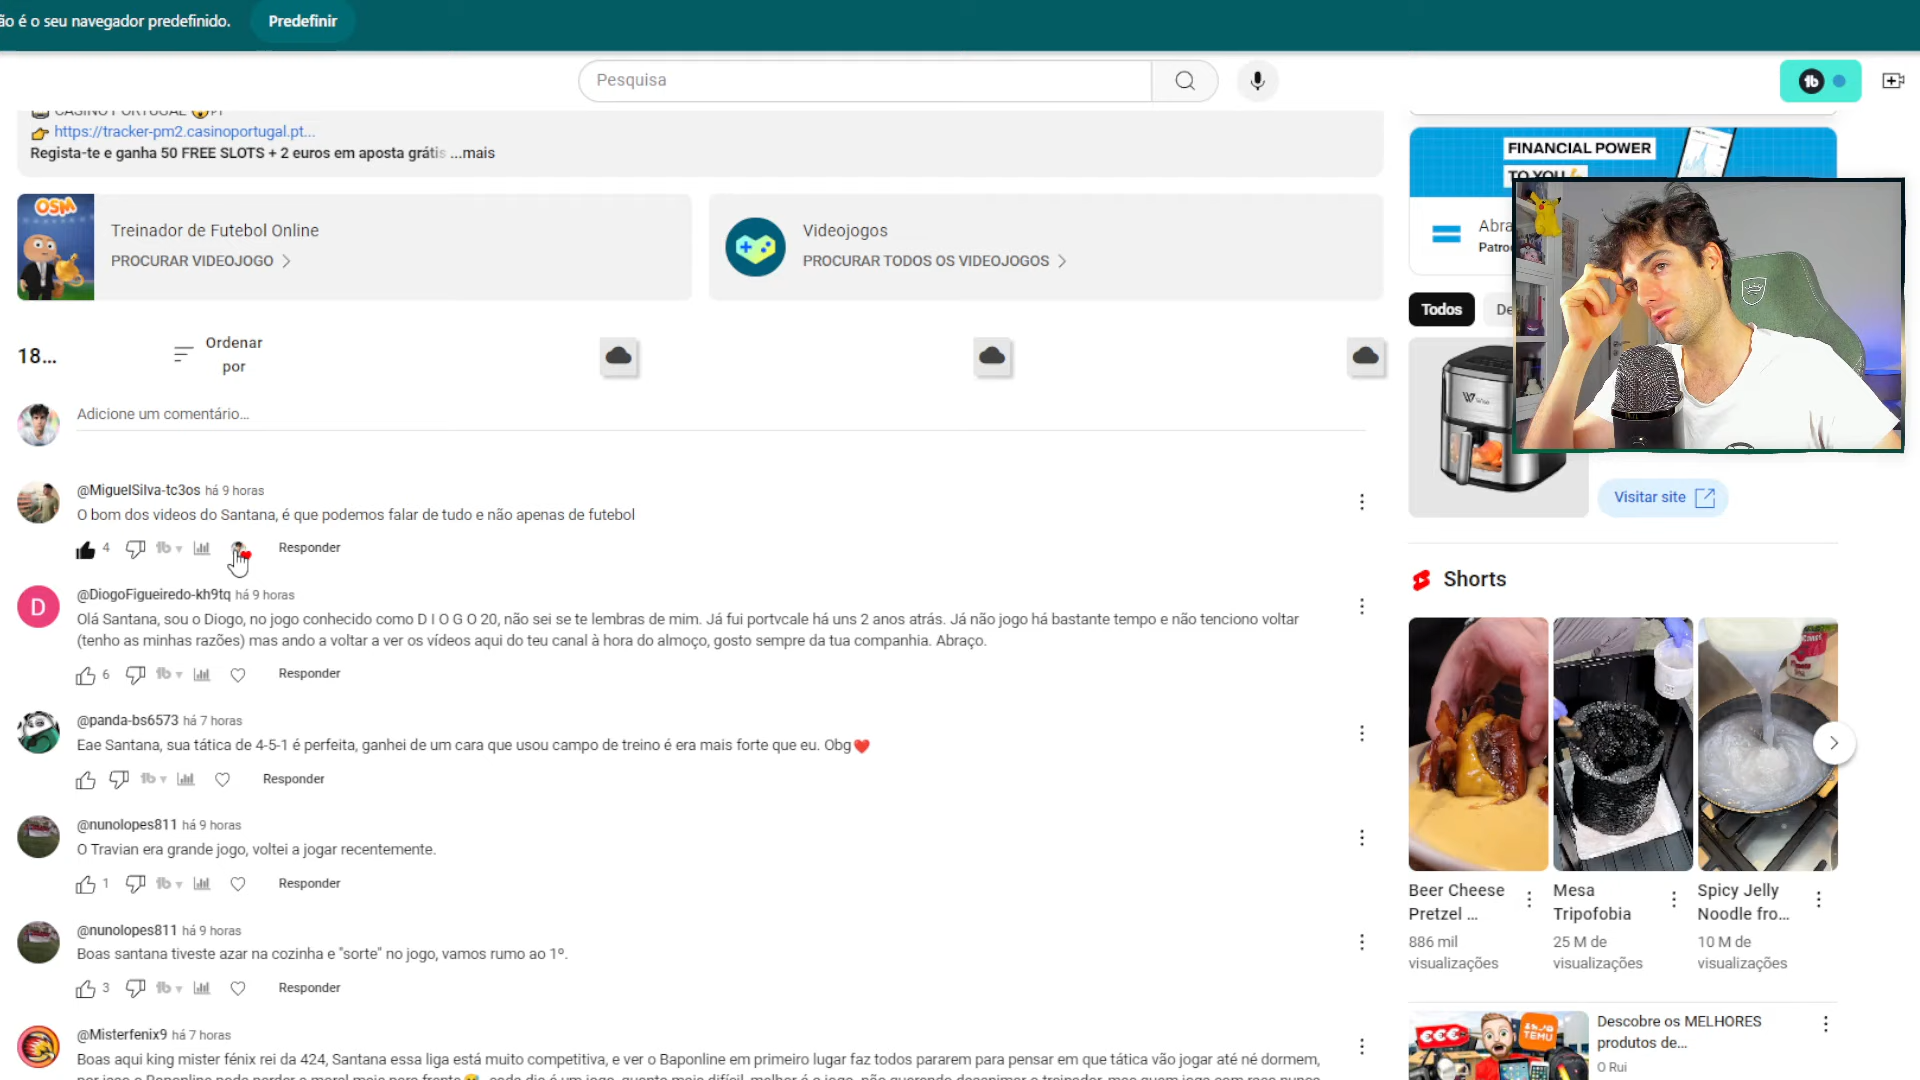 ão é o seu navegador predefinido.
Predefinir
Pesquisa
CASINO PORTUGAL
https://tracker-pm2.casinoportugal.pt...
Regista-te e ganha 50 FREE SLOTS + 2 euros em aposta grátis ...mais
Treinador de Futebol Online
PROCURAR VIDEOJOGO
Videojogos
PROCURAR TODOS OS VIDEOJOGOS
OSM
18...
Ordenar
por
Adicione um comentário...
@MiguelSilva-tc3os há 9 horas
O bom dos videos do Santana, é que podemos falar de tudo e não apenas de futebol
4
Responder
@DiogoFigueiredo-kh9tq há 9 horas
D
Olá Santana, sou o Diogo, no jogo conhecido como D I O G O 20, não sei se te lembras de mim. Já fui portvcale há uns 2 anos atrás. Já não jogo há bastante tempo e não tenciono voltar
(tenho as minhas razões) mas ando a voltar a ver os vídeos aqui do teu canal à hora do almoço, gosto sempre da tua companhia. Abraço.
6
Responder
@panda-bs6573 há 7 horas
Eae Santana, sua tática de 4-5-1 é perfeita, ganhei de um cara que usou campo de treino é era mais forte que eu. Obg❤️
Responder
@nunolopes811 há 9 horas
O Travian era grande jogo, voltei a jogar recentemente.
1
Responder
@nunolopes811 há 9 horas
Boas santana tiveste azar na cozinha e "sorte" no jogo, vamos rumo ao 1º.
3
Responder
@Misterfenix9 há 7 horas
Boas aqui king mister fénix rei da 424, Santana essa liga está muito competitiva, e ver o Baponline em primeiro lugar faz todos pararem para pensar em que tática vão jogar até né dormem,
FINANCIAL POWER
TO YOU
Abra
Patro
Todos
De
Visitar site
Shorts
Beer Cheese
Pretzel ...
886 mil
visualizações
Mesa
Tripofobia
25 M de
visualizações
Spicy Jelly
Noodle fro...
10 M de
visualizações
€€€
TEMU
Descobre os MELHORES
produtos de...
O Rui